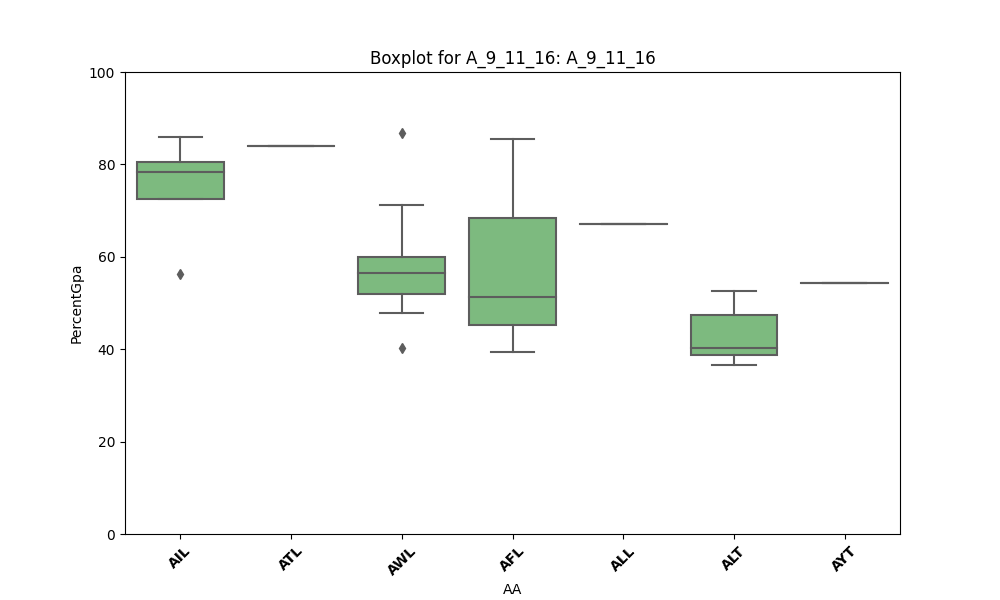 Boxplot for A_9_11_16: A_9_11_16
100
80
60
40
20
0
PercentGpa
AIL
ATL
AWL
AFL
ALL
ALT
AYT
AA